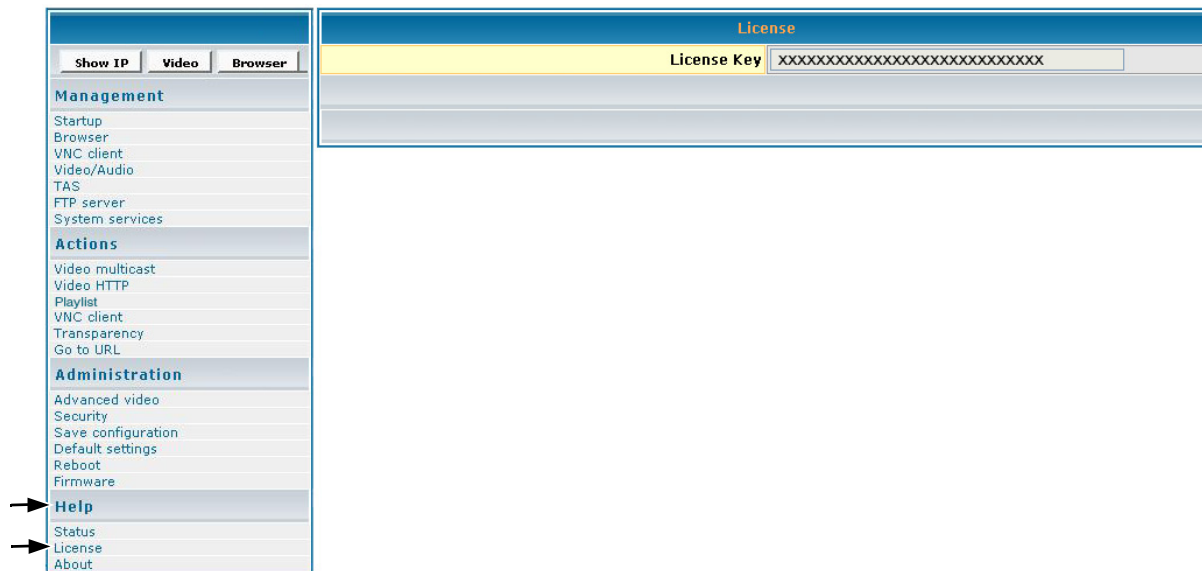 Show IP Video Browser
Management
Startup
Browser
VNC client
Video/Audio
TAS
FTP server
System services
Actions
Video multicast
Video HTTP
Playlist
VNC client
Transparency
Go to URL
Administration
Advanced video
Security
Save configuration
Default settings
Reboot
Firmware
Help
Status
License
About
License
License Key XXXXXXXXXXXXXXXXXXXXXXXXXXX